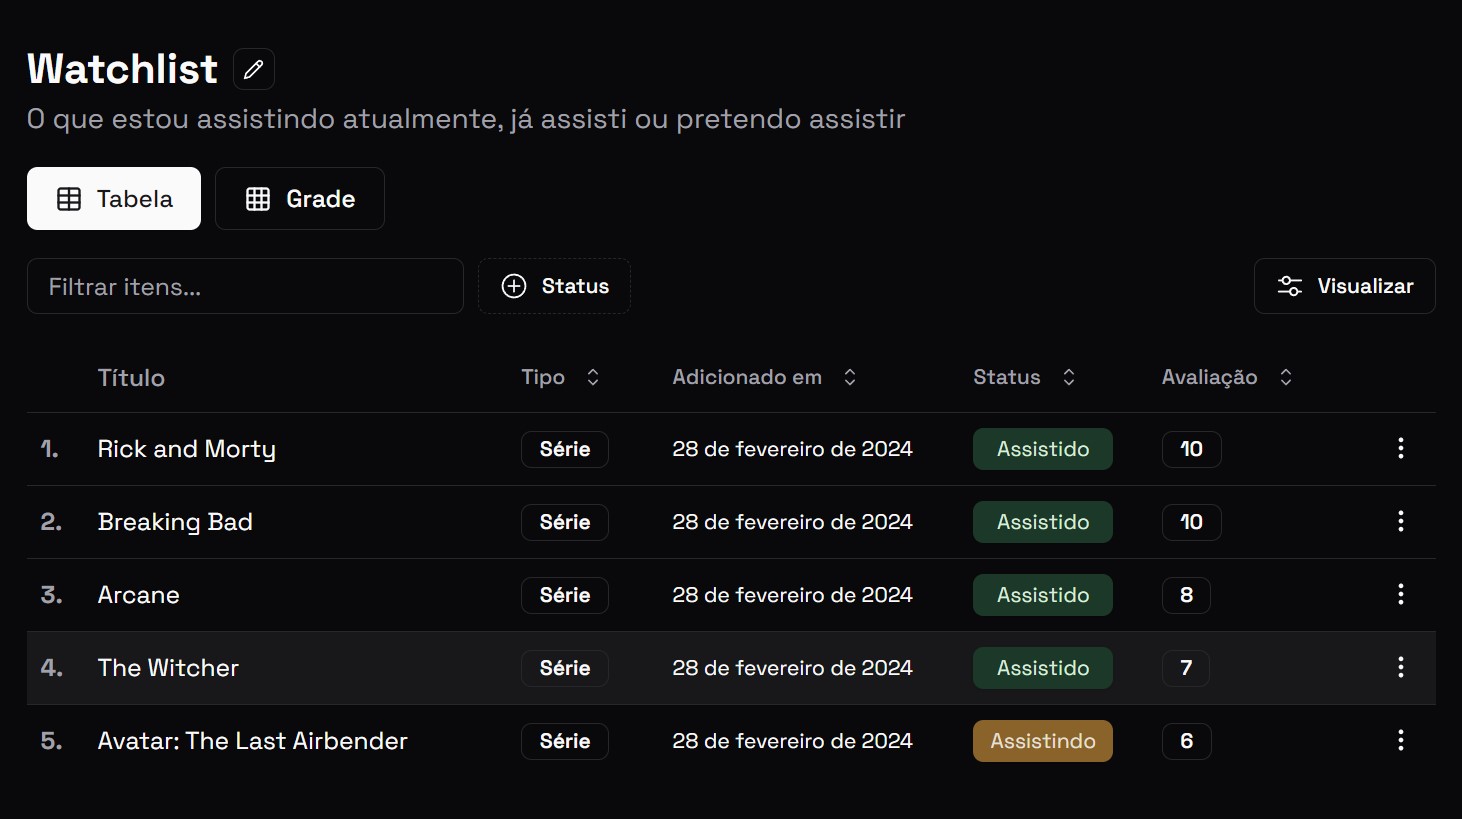 Watchlist
O que estou assistindo atualmente, já assisti ou pretendo assistir
Tabela Grade
Filtrar itens... Status Visualizar
Título Tipo Adicionado em Status Avaliação
1. Rick and Morty Série 28 de fevereiro de 2024 Assistido 10
2. Breaking Bad Série 28 de fevereiro de 2024 Assistido 10
3. Arcane Série 28 de fevereiro de 2024 Assistido 8
4. The Witcher Série 28 de fevereiro de 2024 Assistido 7
5. Avatar: The Last Airbender Série 28 de fevereiro de 2024 Assistindo 6